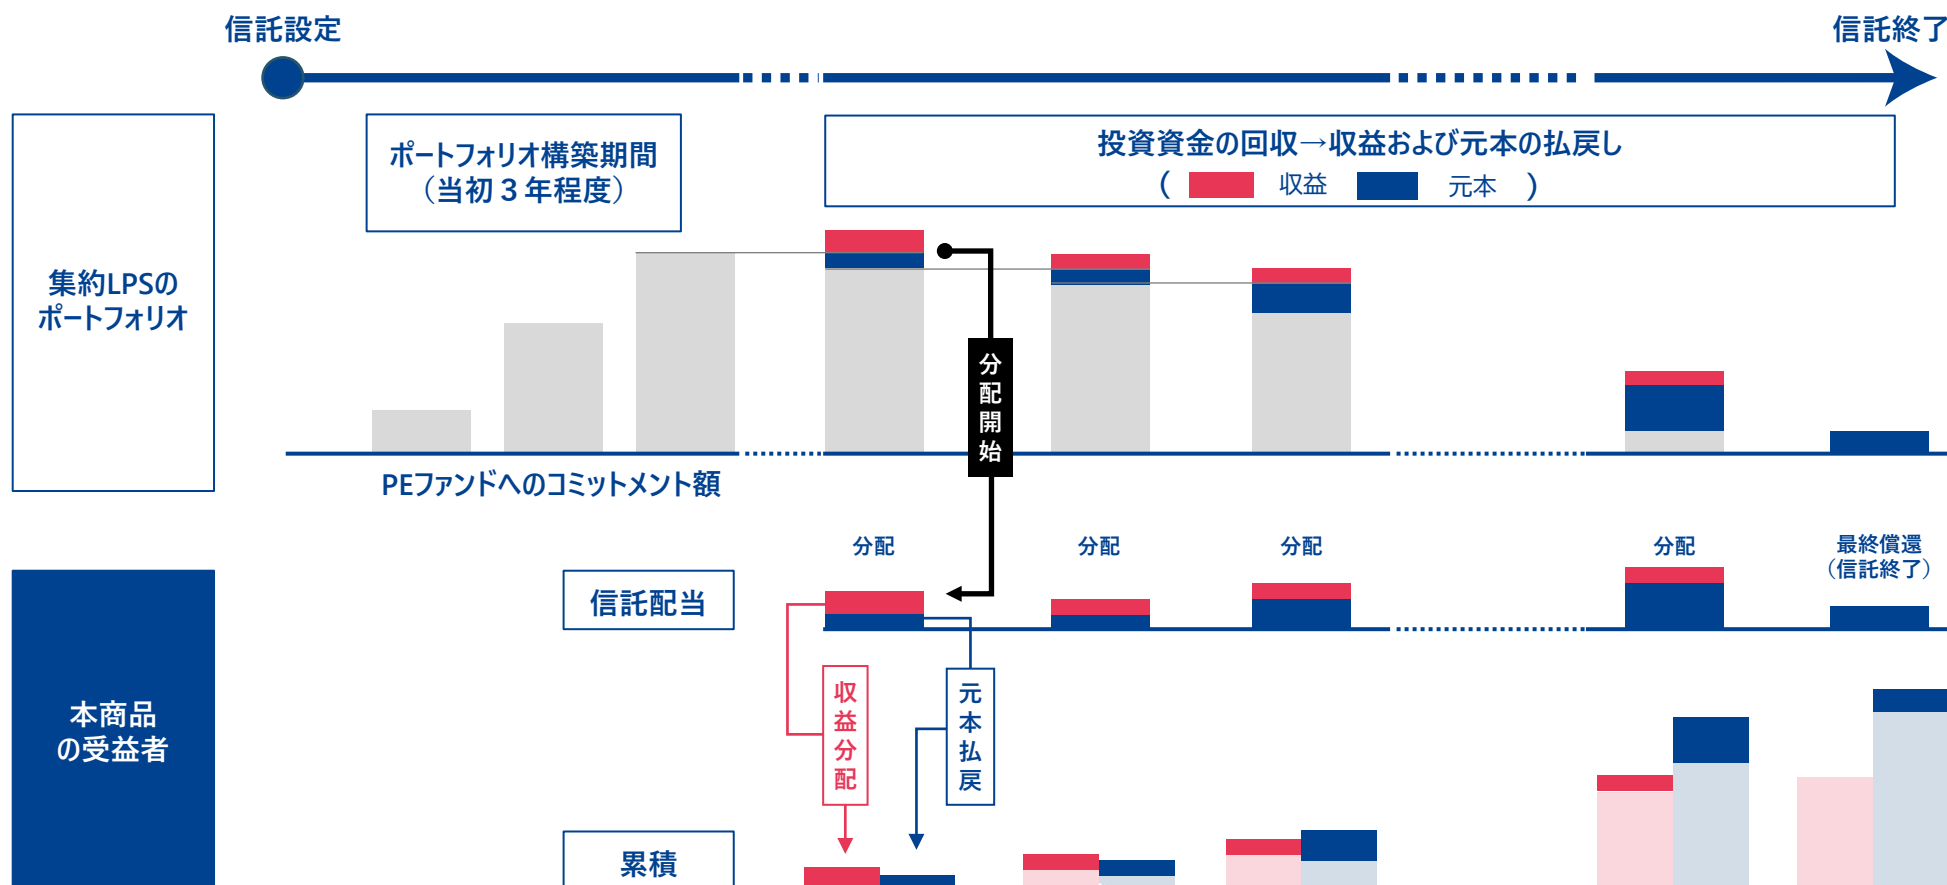 信託設定
信託終了
ポートフォリオ構築期間
（当初３年程度）
投資資金の回収→収益および元本の払戻し
( 収益 元本 )
集約LPSの
ポートフォリオ
分配開始
PEファンドへのコミットメント額
分配
分配
分配
分配
最終償還
（信託終了）
信託配当
本商品
の受益者
収益分配
元本払戻
累積